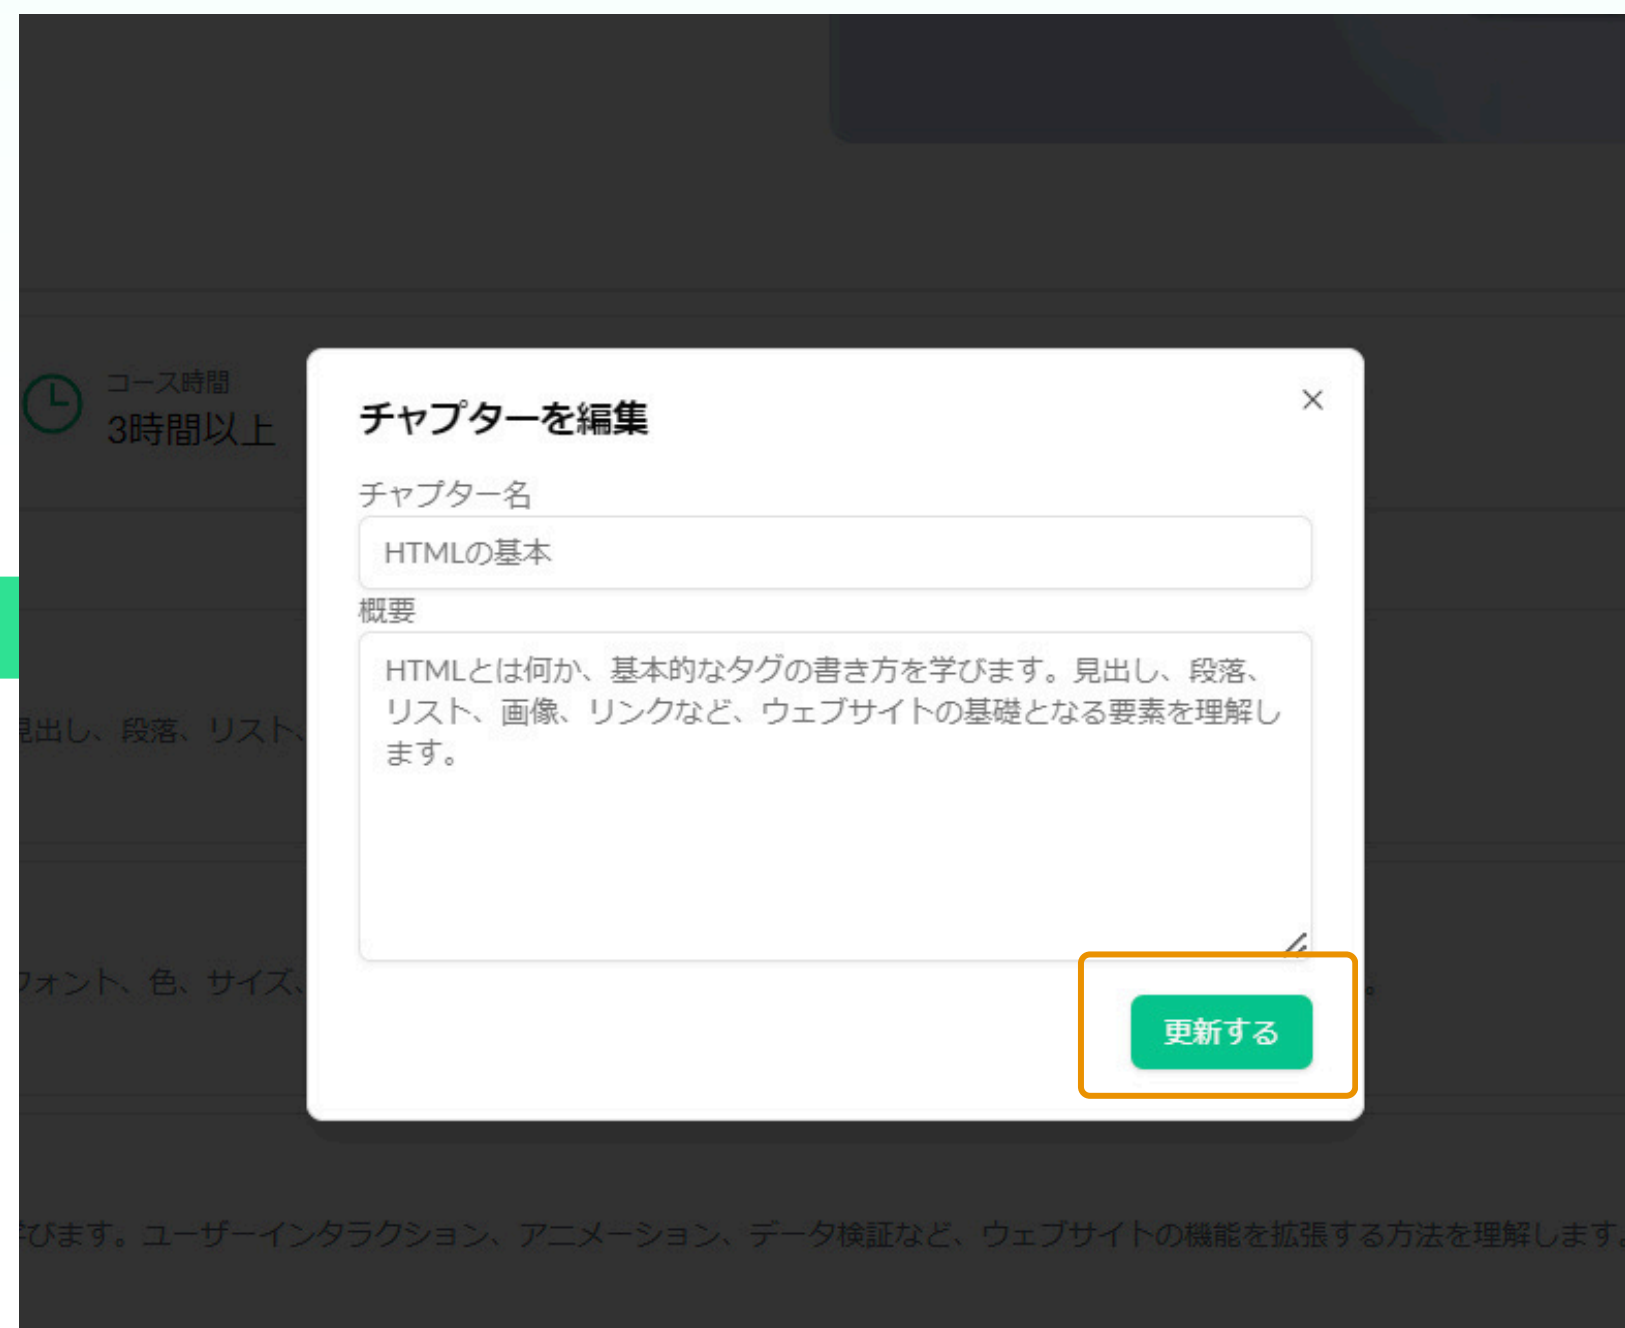 コース時間
3時間以上
チャプターを編集
チャプター名
HTMLの基本
概要
HTMLとは何か、基本的なタグの書き方を学びます。見出し、段落、
リスト、画像、リンクなど、ウェブサイトの基礎となる要素を理解し
ます。
見出し、段落、リスト、
フォント、色、サイズ、
更新する
びます。ユーザーインタラクション、アニメーション、データ検証など、ウェブサイトの機能を拡張する方法を理解します。